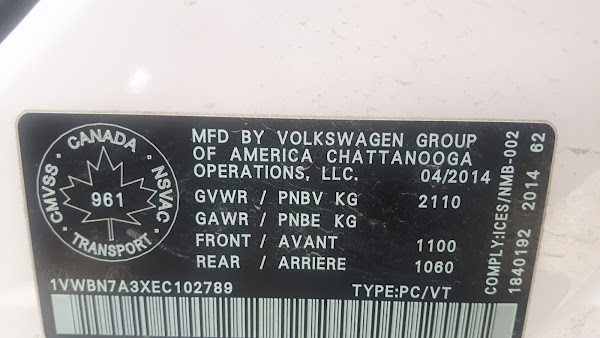 CANADA
CMVSS · NSVAC
961
TRANSPORT
MFD BY VOLKSWAGEN GROUP
OF AMERICA CHATTANOOGA
OPERATIONS, LLC. 04/2014
GVWR / PNBV KG 2110
GAWR / PNBE KG
FRONT / AVANT 1100
REAR / ARRIERE 1060
1VWBN7A3XEC102789 TYPE:PC/VT
COMPLY:ICES/NMB-002
1840192 2014 62